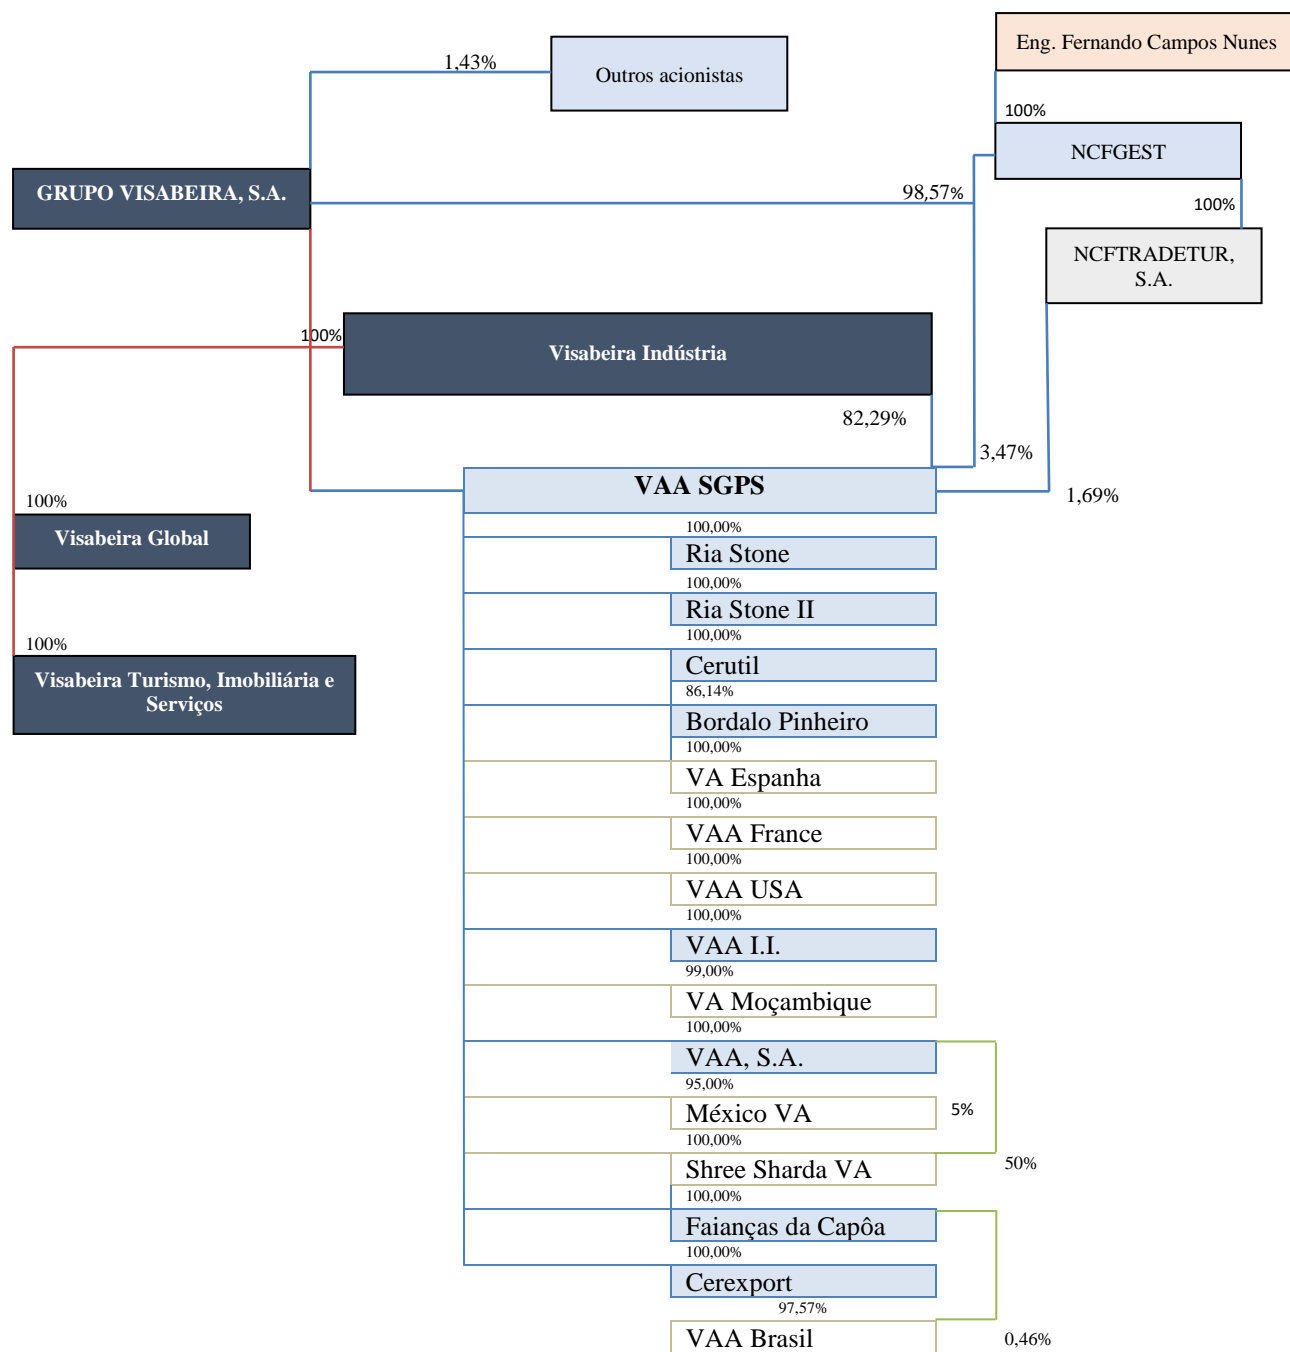 Eng. Fernando Campos Nunes
1,43%
Outros acionistas
100%
NCFGEST
GRUPO VISABEIRA, S.A.
98,57%
100%
NCFTRADETUR,
S.A.
100%
Visabeira Indústria
82,29%
3,47%
VAA SGPS
1,69%
100%
Visabeira Global
100%
Visabeira Turismo, Imobiliária e
Serviços
100,00%
Ria Stone
100,00%
Ria Stone II
100,00%
Cerutil
86,14%
Bordalo Pinheiro
100,00%
VA Espanha
100,00%
VAA France
100,00%
VAA USA
100,00%
VAA I.I.
99,00%
VA Moçambique
100,00%
VAA, S.A.
95,00%
México VA
5%
100,00%
Shree Sharda VA
50%
100,00%
Faianças da Capôa
100,00%
Cerexport
97,57%
VAA Brasil
0,46%